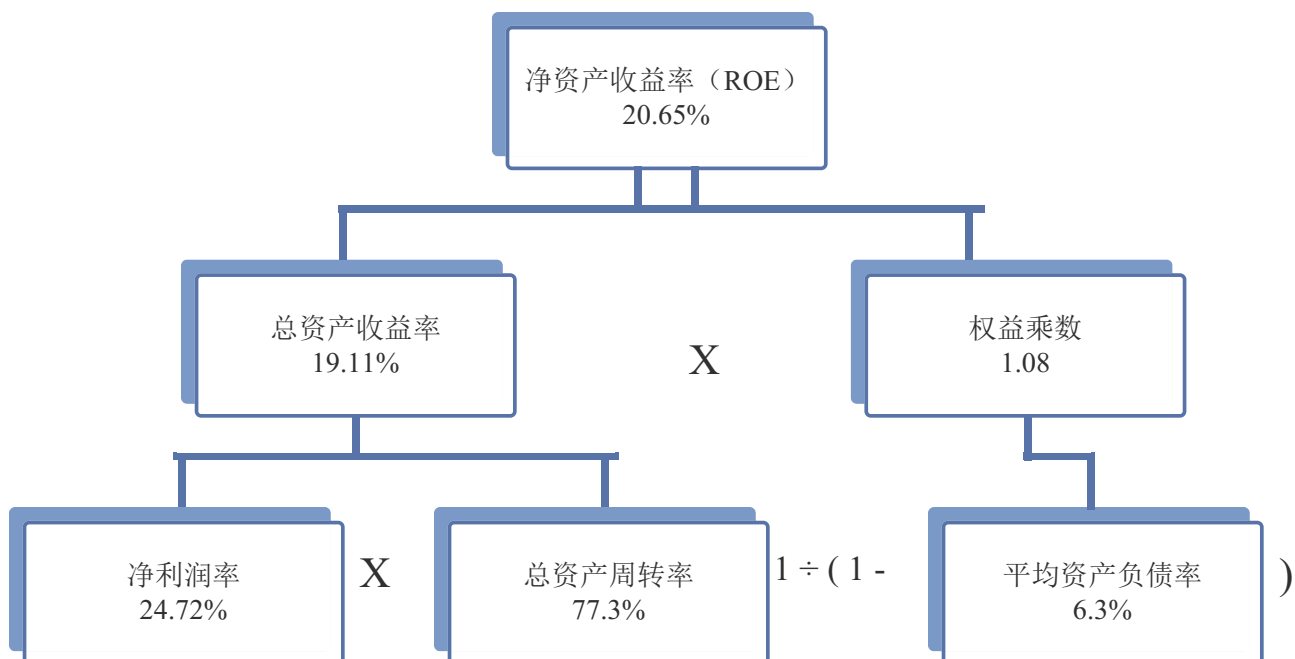 净资产收益率（ROE）
20.65%
总资产收益率
19.11%
X
权益乘数
1.08
净利润率
24.72%
X
总资产周转率
77.3%
1 ÷ ( 1 -
平均资产负债率
6.3%
)